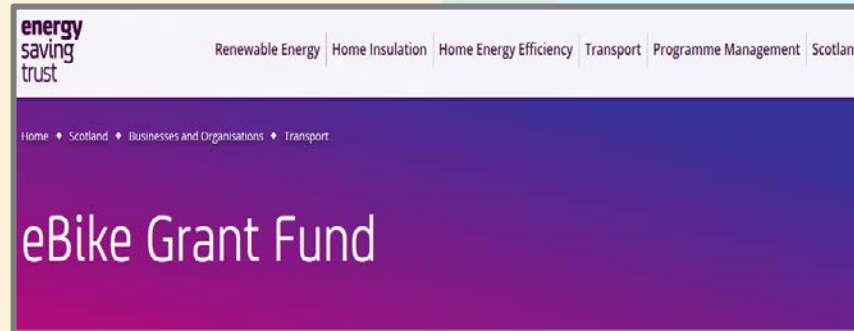 energy
saving
trust
Renewable Energy Home Insulation Home Energy Efficiency Transport Programme Management Scotlan
Home ♦ Scotland ♦ Businesses and Organisations ♦ Transport
eBike Grant Fund